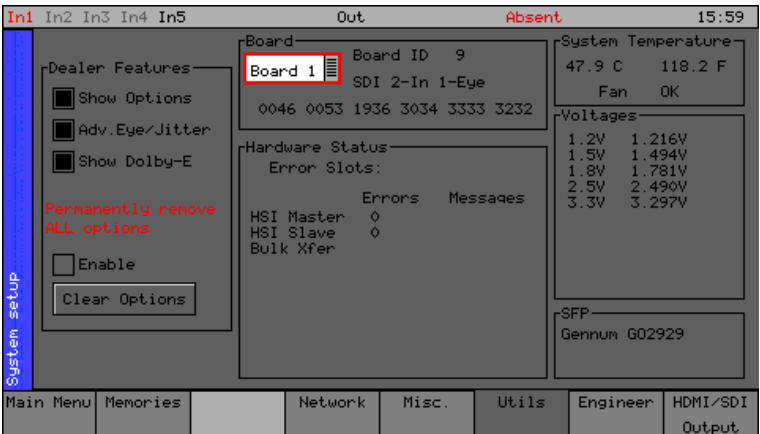 In1 In2 In3 In4 In5 Out Absent 15:59
System setup
Dealer Features
Show Options
Adv.Eye/Jitter
Show Dolby-E
Permanently remove
ALL options
Enable
Clear Options
Board
Board 1
Board ID 9
SDI 2-In 1-Eye
0046 0053 1936 3034 3333 3232
Hardware Status
Error Slots:
Errors Messages
HSI Master 0
HSI Slave 0
Bulk Xfer
System Temperature
47.9 C 118.2 F
Fan OK
Voltages
1.2V 1.216V
1.5V 1.494V
1.8V 1.781V
2.5V 2.490V
3.3V 3.297V
SFP
Gennum GO2929
Main Menu Memories Network Misc. Utils Engineer HDMI/SDI
Output